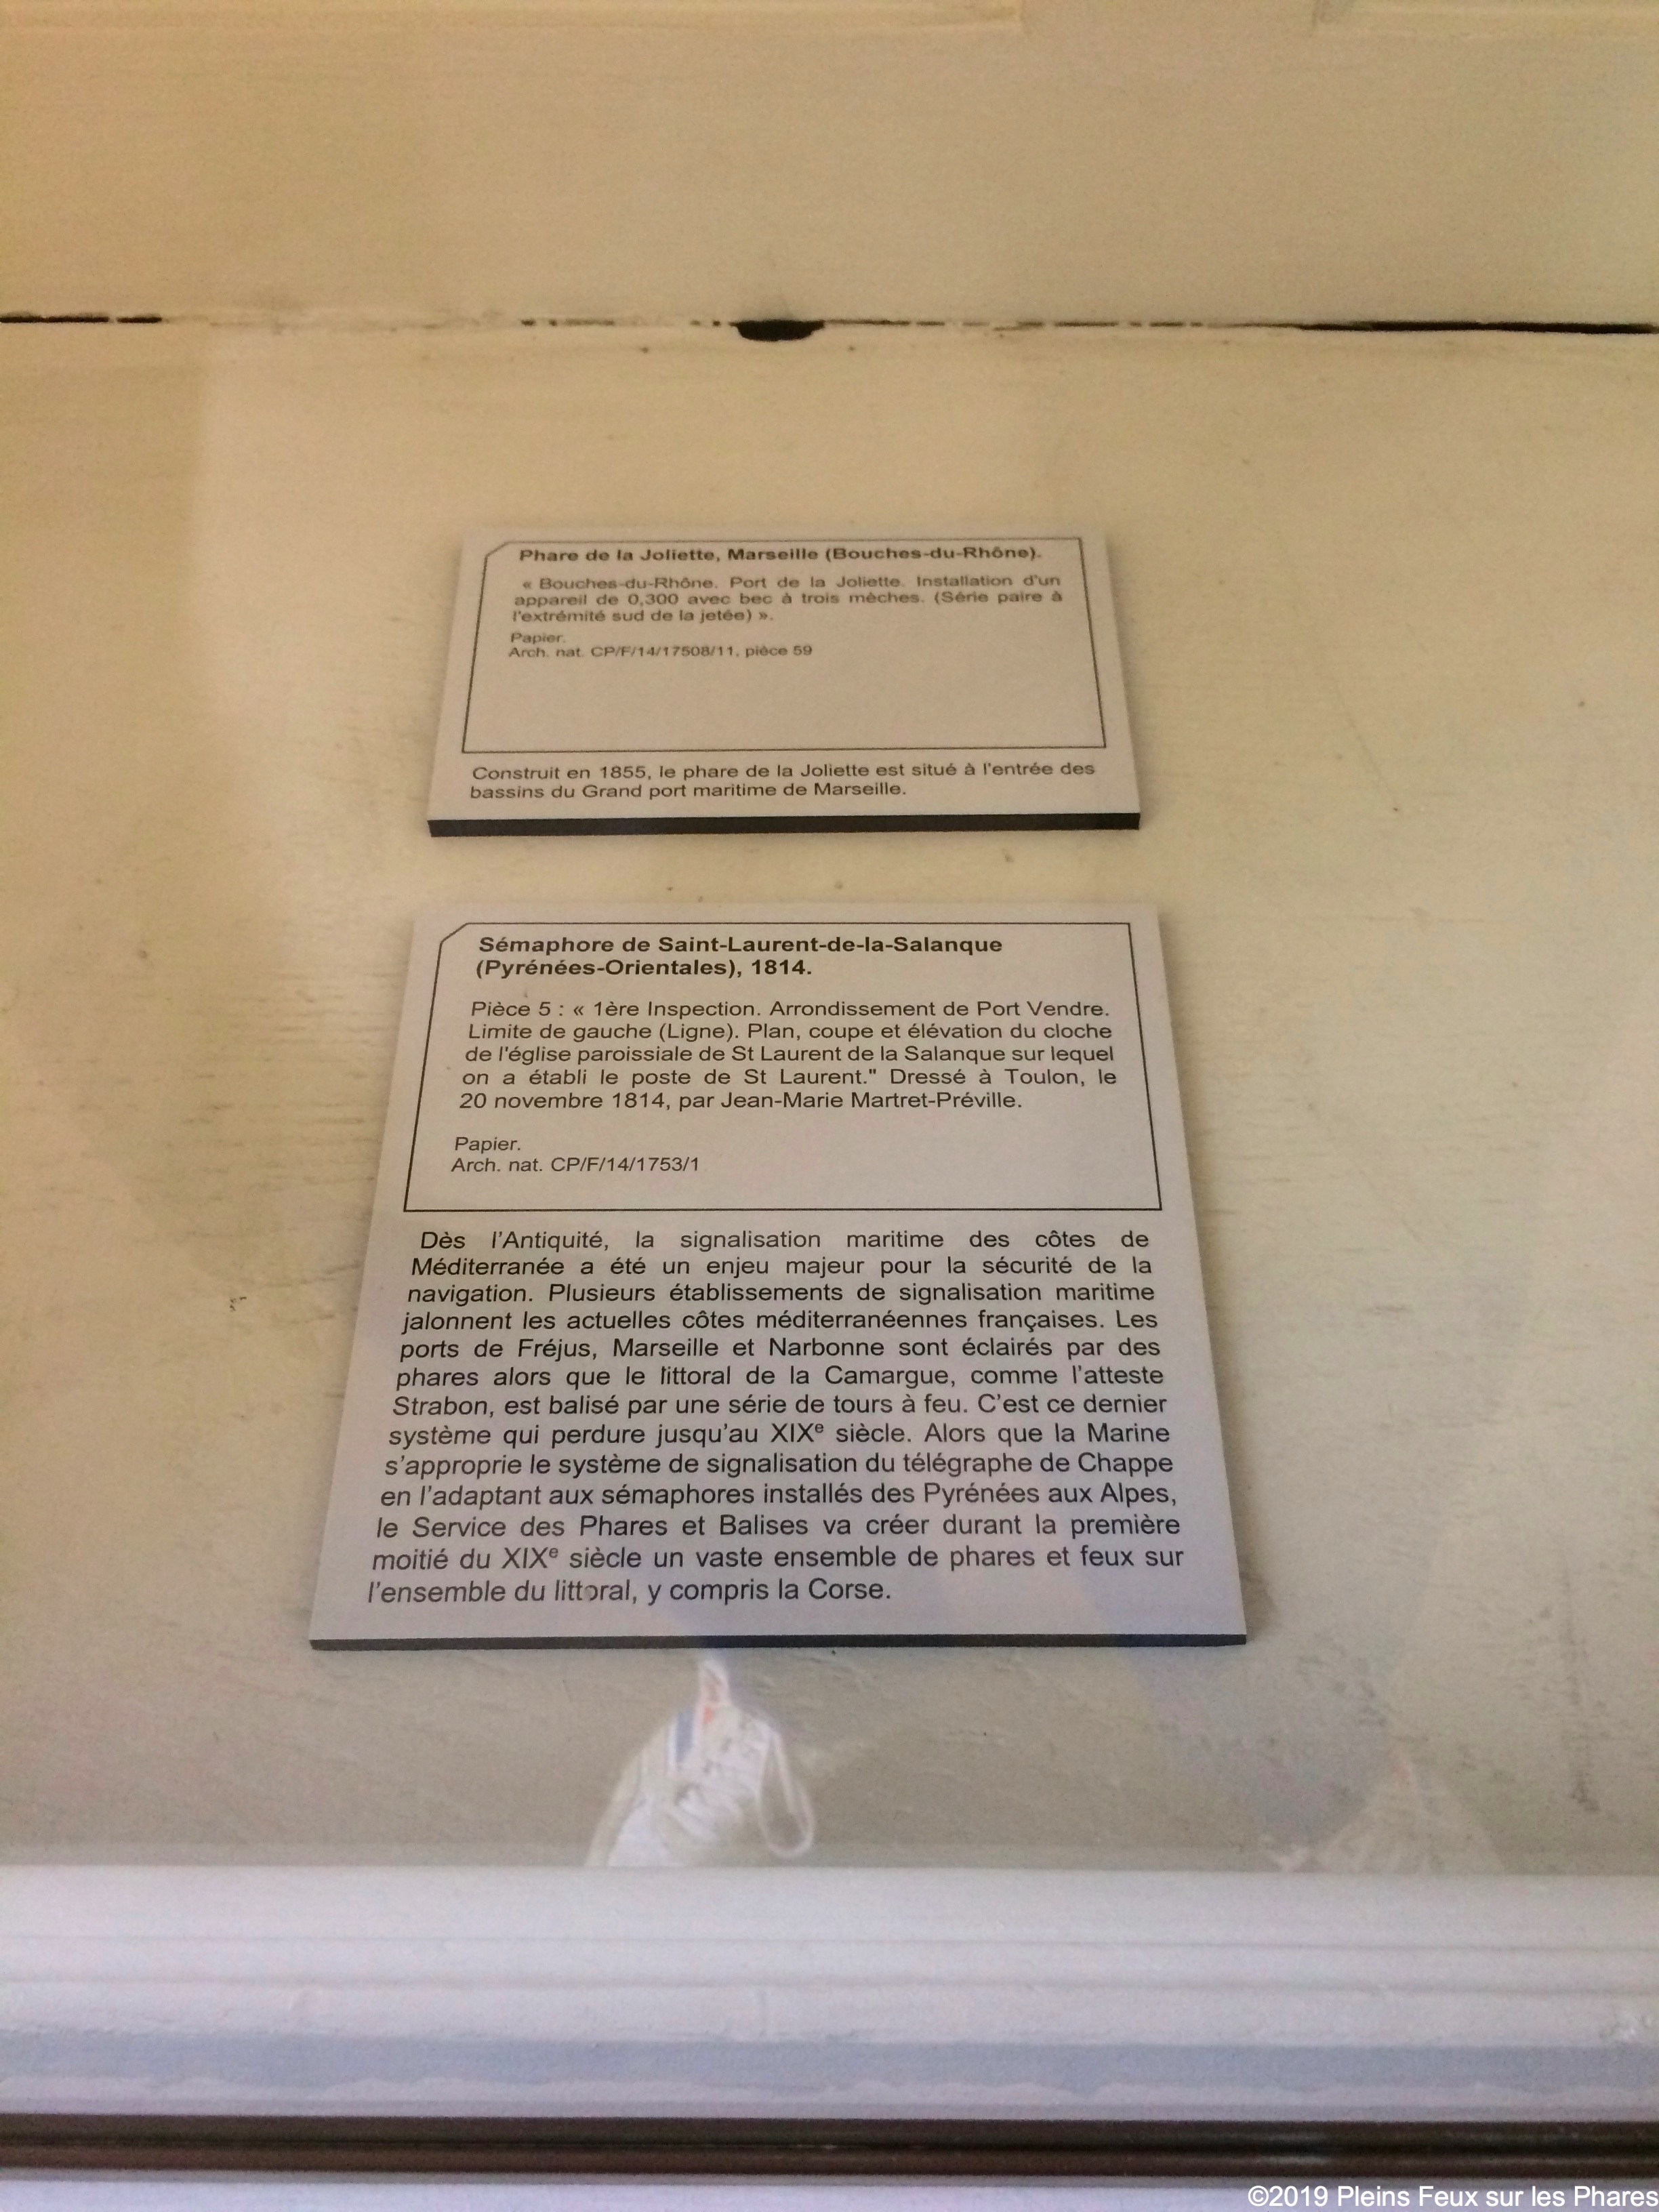 Phare de la Joliette, Marseille (Bouches-du-Rhône).
« Bouches-du-Rhône. Port de la Joliette. Installation d'un
appareil de 0,300 avec bec à trois mèches. (Série paire à
l'extrémité sud de la jetée) ».
Papier.
Arch. nat. CP/F/14/17508/11, pièce 59
Construit en 1855, le phare de la Joliette est situé à l'entrée des
bassins du Grand port maritime de Marseille.
Sémaphore de Saint-Laurent-de-la-Salanque
(Pyrénées-Orientales), 1814.
Pièce 5 : « 1ère Inspection. Arrondissement de Port Vendre.
Limite de gauche (Ligne). Plan, coupe et élévation du cloche
de l'église paroissiale de St Laurent de la Salanque sur lequel
on a établi le poste de St Laurent." Dressé à Toulon, le
20 novembre 1814, par Jean-Marie Martret-Préville.
Papier.
Arch. nat. CP/F/14/1753/1
Dès l'Antiquité, la signalisation maritime des côtes de
Méditerranée a été un enjeu majeur pour la sécurité de la
navigation. Plusieurs établissements de signalisation maritime
jalonnent les actuelles côtes méditerranéennes françaises. Les
ports de Fréjus, Marseille et Narbonne sont éclairés par des
phares alors que le littoral de la Camargue, comme l'atteste
Strabon, est balisé par une série de tours à feu. C'est ce dernier
système qui perdure jusqu'au XIXe siècle. Alors que la Marine
s'approprie le système de signalisation du télégraphe de Chappe
en l'adaptant aux sémaphores installés des Pyrénées aux Alpes,
le Service des Phares et Balises va créer durant la première
moitié du XIXe siècle un vaste ensemble de phares et feux sur
l'ensemble du littoral, y compris la Corse.
©2019 Pleins Feux sur les Phares